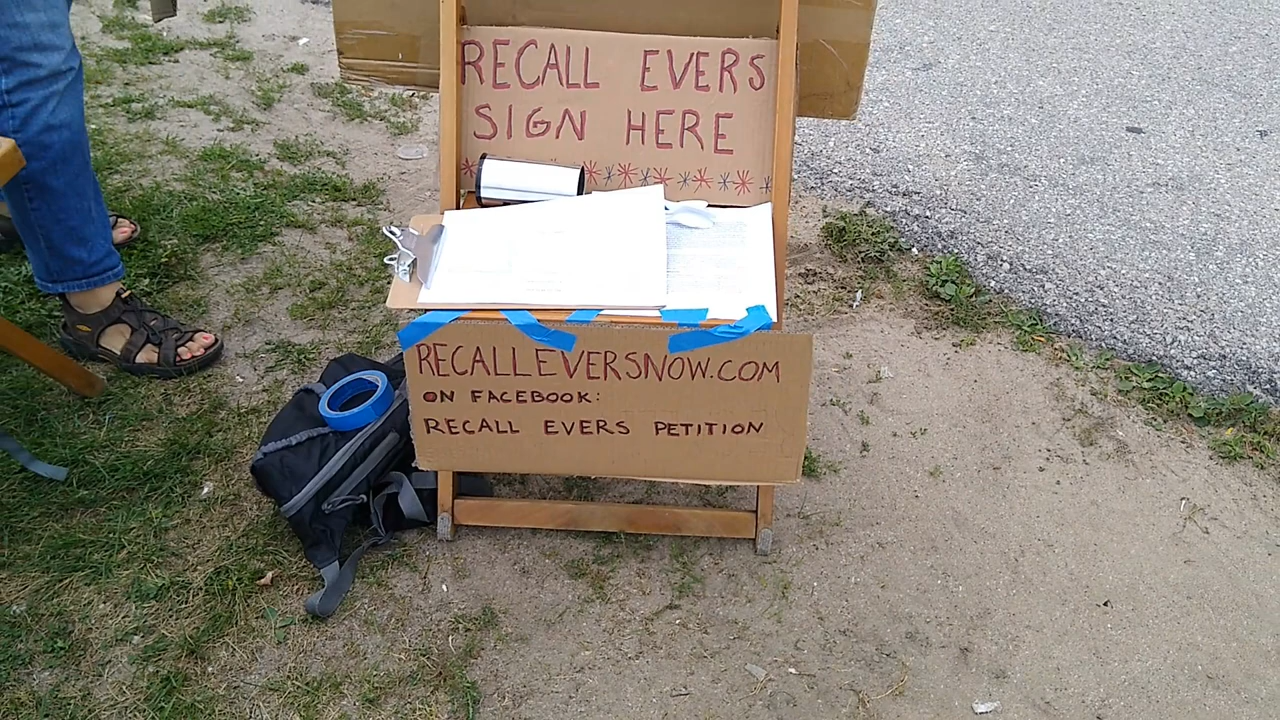 RECALL EVERS
SIGN HERE
RECALLEVERSNOW.COM
ON FACEBOOK:
RECALL EVERS PETITION